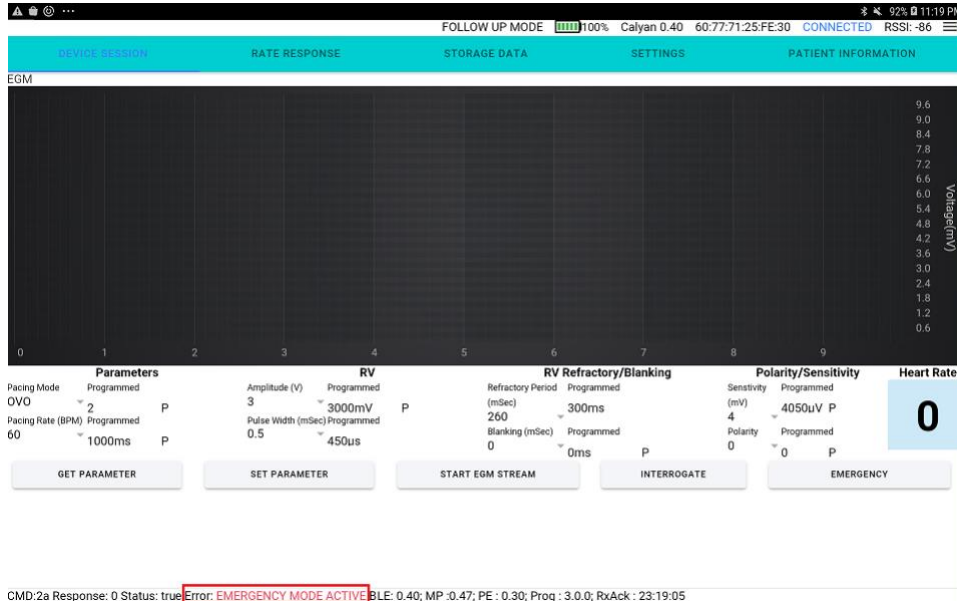 92% 11:19 PM
FOLLOW UP MODE 100% Calyan 0.40 60:77:71:25:FE:30 CONNECTED RSSI: -86
DEVICE SESSION RATE RESPONSE STORAGE DATA SETTINGS PATIENT INFORMATION
EGM
9.6
9.0
8.4
7.8
7.2
6.6
6.0
5.4
4.8
4.2
3.6
3.0
2.4
1.8
1.2
0.6
Voltage(mV)
0 1 2 3 4 5 6 7 8 9
Parameters RV RV Refractory/Blanking Polarity/Sensitivity Heart Rate
Pacing Mode Programmed Amplitude (V) Programmed Refractory Period Programmed Sensitivity Programmed
OVO 2 P 3 3000mV P (mSec) 300ms (mV) 4050µV P
260 4
Pacing Rate (BPM) Programmed Pulse Width (mSec) Programmed Blanking (mSec) Programmed Polarity Programmed
60 1000ms P 0.5 450µs 0 0ms P 0 0 P
0
GET PARAMETER SET PARAMETER START EGM STREAM INTERROGATE EMERGENCY
CMD:2a Response: 0 Status: true Error: EMERGENCY MODE ACTIVE BLE: 0.40; MP :0.47; PE : 0.30; Prog : 3.0.0; RxAck : 23:19:05